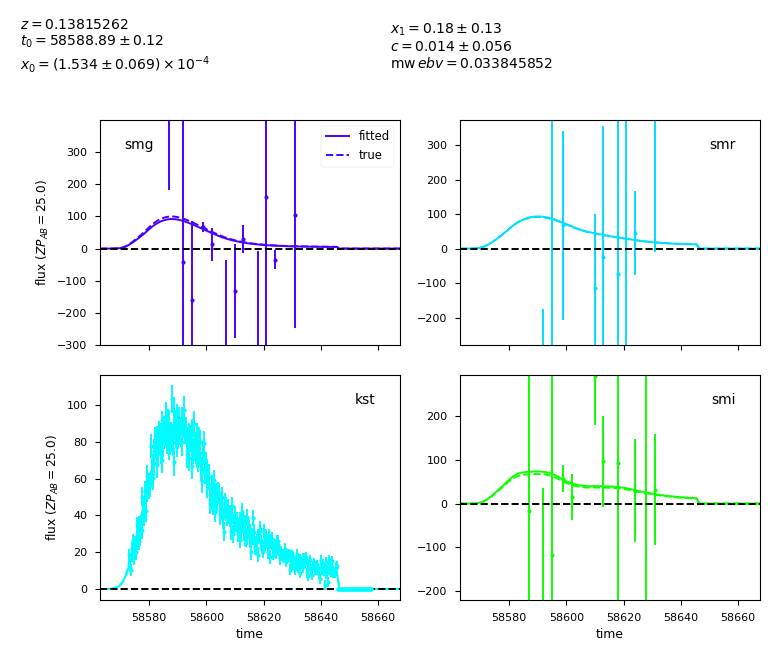 z = 0.13815262
t₀ = 58588.89 ± 0.12
x₀ = (1.534 ± 0.069) × 10⁻⁴
x₁ = 0.18 ± 0.13
c = 0.014 ± 0.056
mw ebv = 0.033845852
smg
fitted
true
300
200
100
0
−100
−200
−300
flux (ZP_AB = 25.0)
smr
300
200
100
0
−100
−200
kst
100
80
60
40
20
0
flux (ZP_AB = 25.0)
58580 58600 58620 58640 58660
time
smi
200
100
0
−100
−200
58580 58600 58620 58640 58660
time